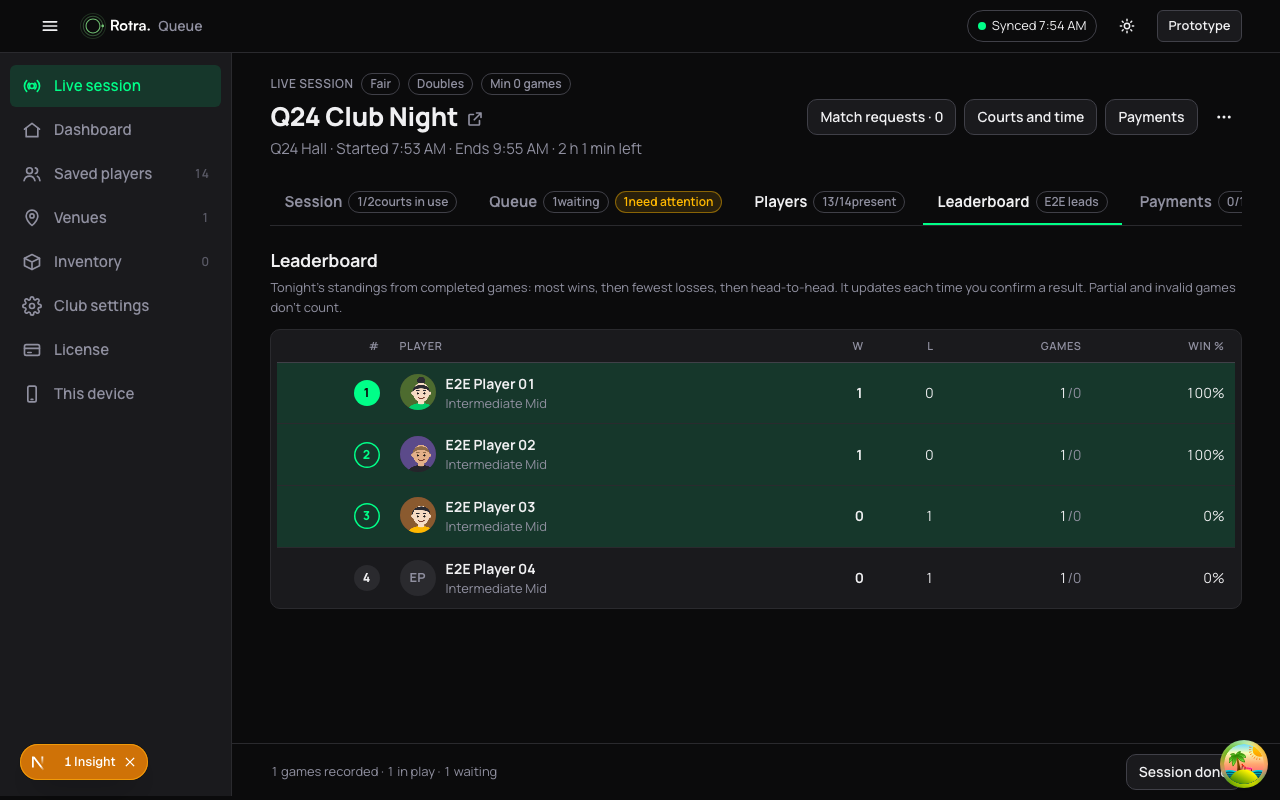 Rotra. Queue
Synced 7:54 AM
Prototype
Live session
Dashboard
Saved players 14
Venues 1
Inventory 0
Club settings
License
This device
1 Insight
LIVE SESSION Fair Doubles Min 0 games
Q24 Club Night
Q24 Hall · Started 7:53 AM · Ends 9:55 AM · 2 h 1 min left
Match requests · 0
Courts and time
Payments
Session 1/2courts in use
Queue 1waiting 1need attention
Players 13/14present
Leaderboard E2E leads
Payments
Leaderboard
Tonight's standings from completed games: most wins, then fewest losses, then head-to-head. It updates each time you confirm a result. Partial and invalid games
don't count.
# PLAYER W L GAMES WIN %
1 E2E Player 01 1 0 1/0 100%
Intermediate Mid
2 E2E Player 02 1 0 1/0 100%
Intermediate Mid
3 E2E Player 03 0 1 1/0 0%
Intermediate Mid
4 EP E2E Player 04 0 1 1/0 0%
Intermediate Mid
1 games recorded · 1 in play · 1 waiting
Session done